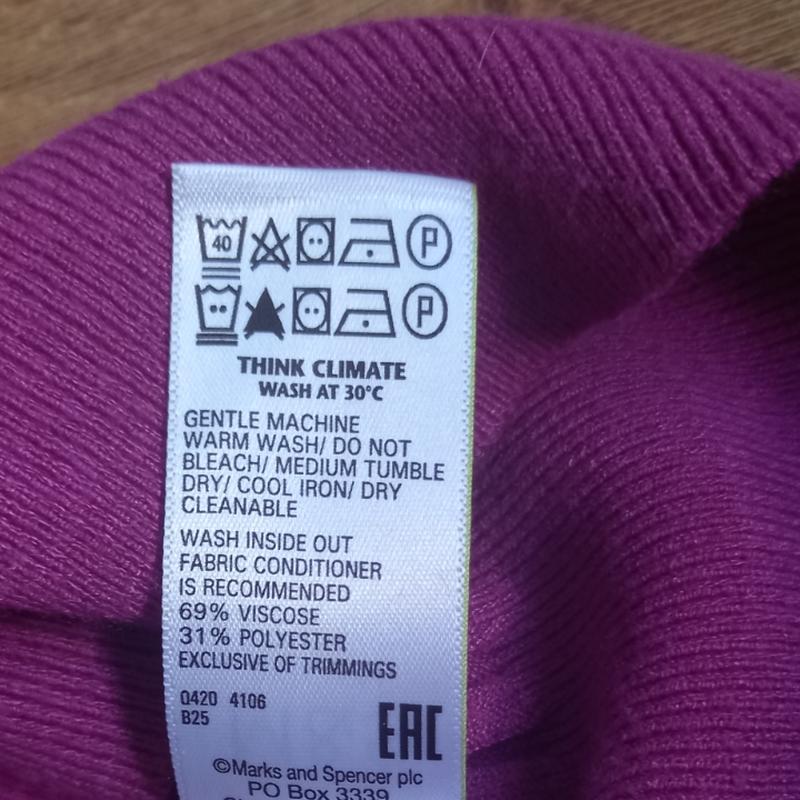 40 P
P
THINK CLIMATE
WASH AT 30°C
GENTLE MACHINE
WARM WASH/ DO NOT
BLEACH/ MEDIUM TUMBLE
DRY/ COOL IRON/ DRY
CLEANABLE
WASH INSIDE OUT
FABRIC CONDITIONER
IS RECOMMENDED
69% VISCOSE
31% POLYESTER
EXCLUSIVE OF TRIMMINGS
Q420 4106
B25
EAC
©Marks and Spencer plc
PO Box 3339